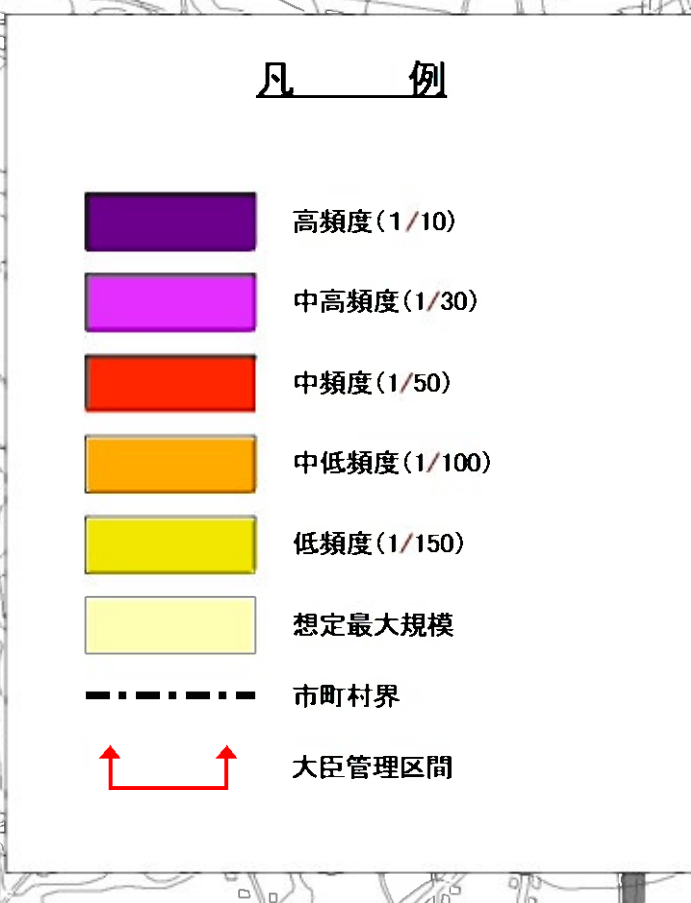 凡 例
高頻度(1/10)
中高頻度(1/30)
中頻度(1/50)
中低頻度(1/100)
低頻度(1/150)
想定最大規模
市町村界
大臣管理区間